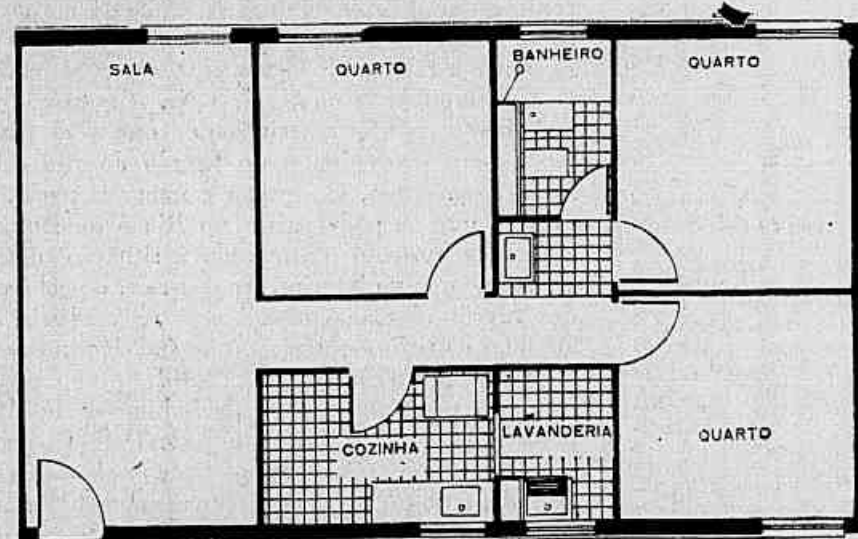 SALA
QUARTO
BANHEIRO
QUARTO
COZINHA
LAVANDERIA
QUARTO